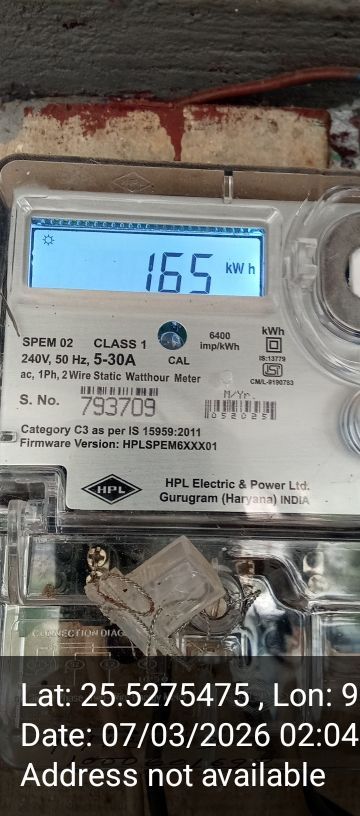 165 kWh
SPEM 02 CLASS 1 6400 kWh
240V, 50 Hz, 5-30A CAL imp/kWh IS:13779
ac, 1Ph, 2Wire Static Watthour Meter CM/L-9190783
S. No. 793709 M/Yr.
Category C3 as per IS 15959:2011
Firmware Version: HPLSPEM6XXX01
HPL
HPL Electric & Power Ltd.
Gurugram (Haryana) INDIA
CONNECTION DIAG
Lat: 25.5275475 , Lon: 9
Date: 07/03/2026 02:04
Address not available